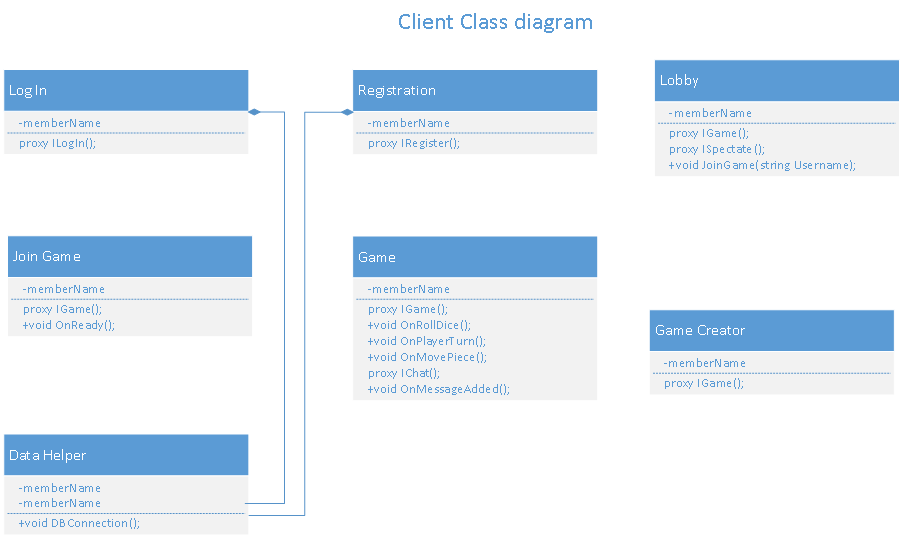 Client Class diagram
Log In
-memberName
proxy ILogIn();
Registration
-memberName
proxy IRegister();
Lobby
-memberName
proxy IGame();
proxy ISpectate();
+void JoinGame(string Username);
Join Game
-memberName
proxy IGame();
+void OnReady();
Game
-memberName
proxy IGame();
+void OnRollDice();
+void OnPlayerTurn();
+void OnMovePiece();
proxy IChat();
+void OnMessageAdded();
Game Creator
-memberName
proxy IGame();
Data Helper
-memberName
-memberName
+void DBConnection();